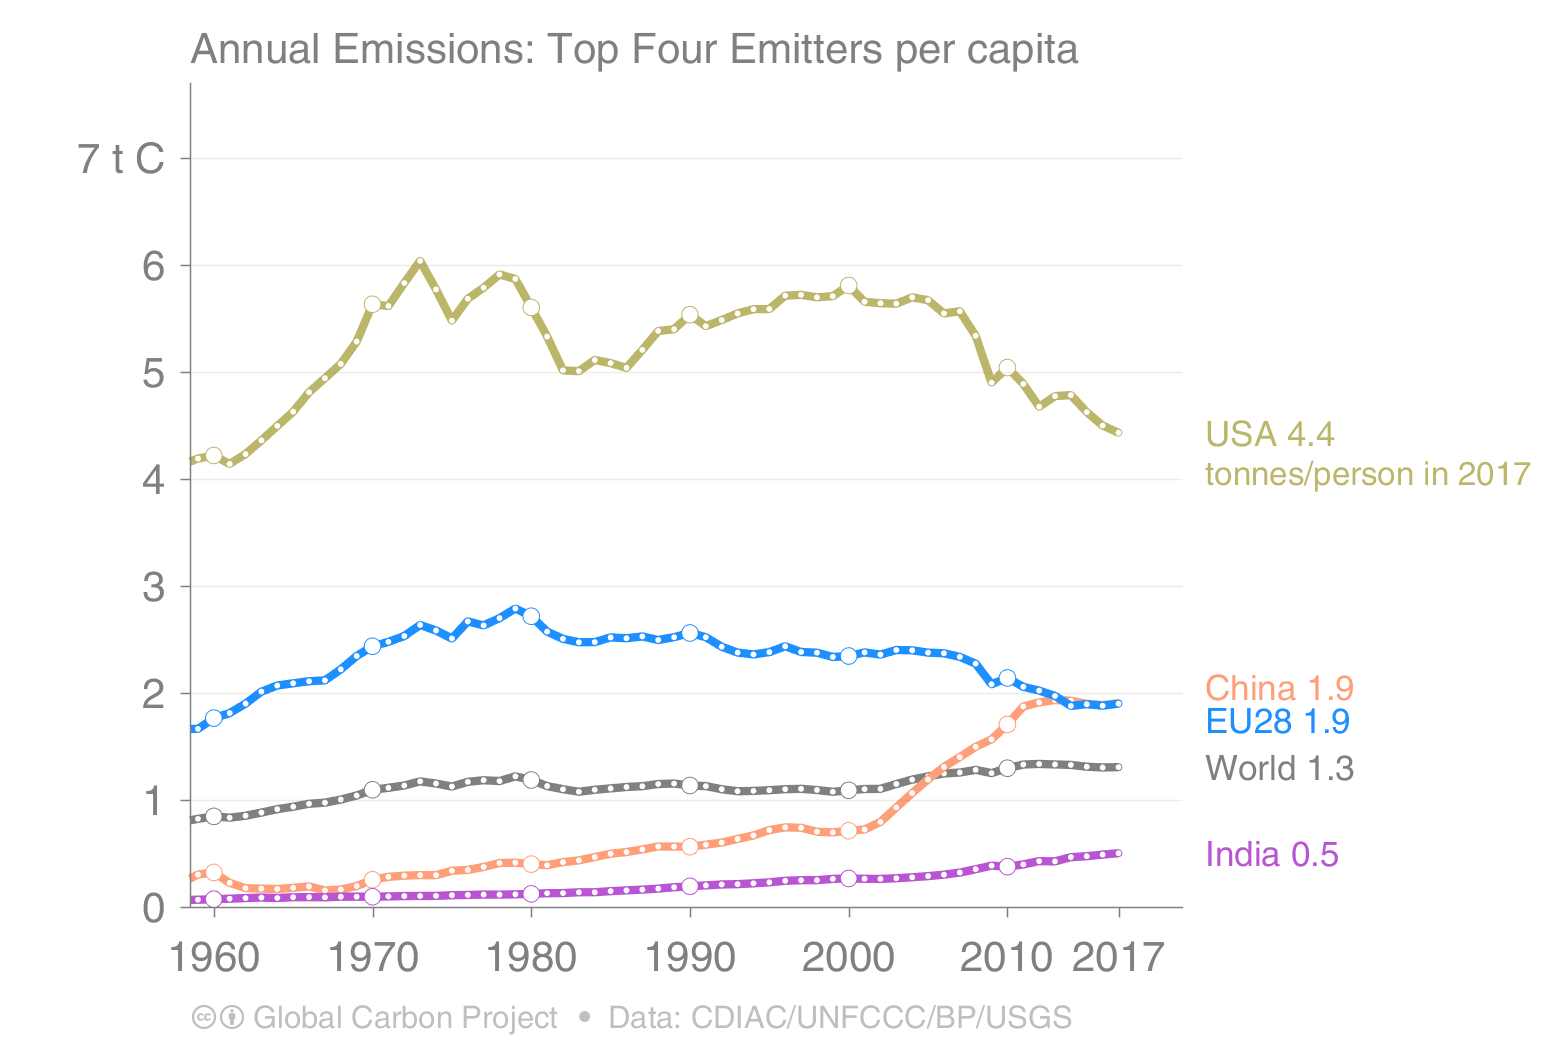 Annual Emissions: Top Four Emitters per capita
7 t C
6
5
4
3
2
1
0
USA 4.4
tonnes/person in 2017
China 1.9
EU28 1.9
World 1.3
India 0.5
1960 1970 1980 1990 2000 2010 2017
cc Global Carbon Project • Data: CDIAC/UNFCCC/BP/USGS